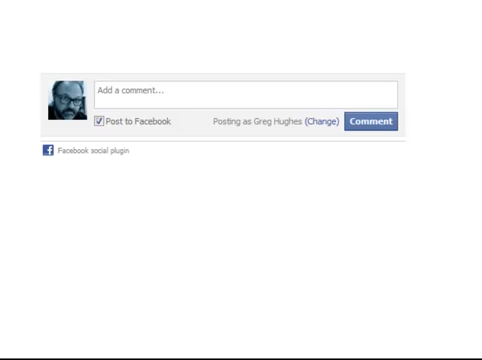 Add a comment...
Post to Facebook Posting as Greg Hughes (Change) Comment
f Facebook social plugin